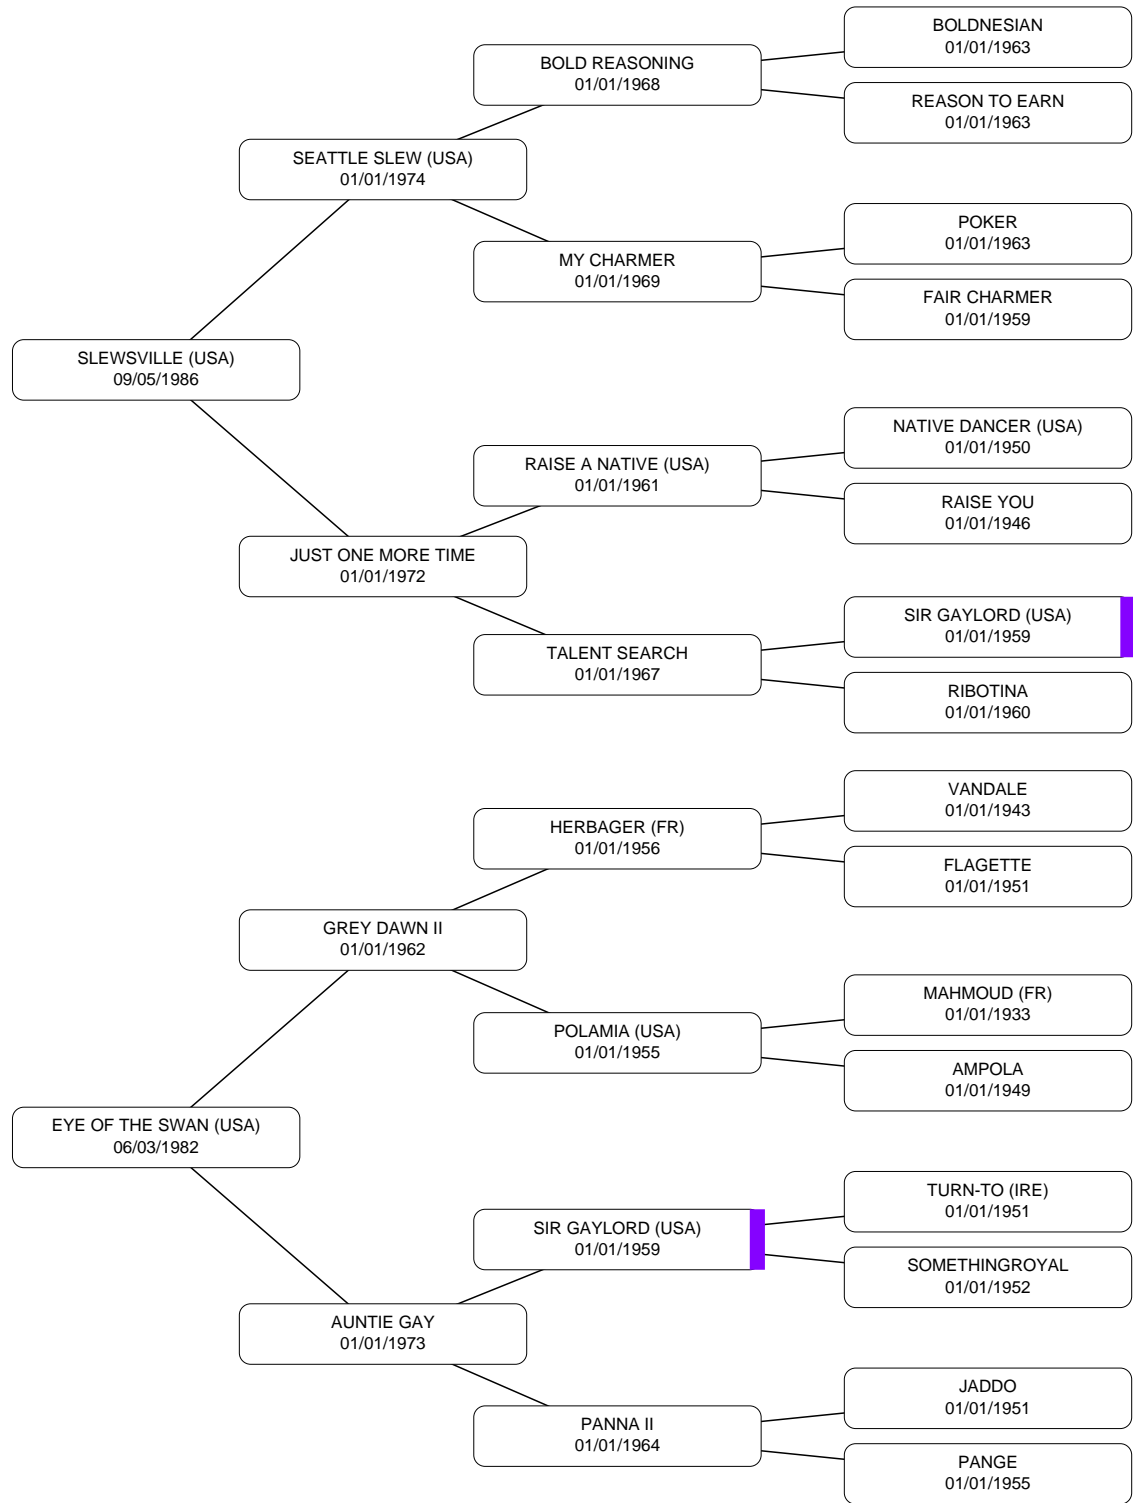 BOLDNESIAN
01/01/1963
BOLD REASONING
01/01/1968
REASON TO EARN
01/01/1963
SEATTLE SLEW (USA)
01/01/1974
POKER
01/01/1963
MY CHARMER
01/01/1969
FAIR CHARMER
01/01/1959
SLEWSVILLE (USA)
09/05/1986
NATIVE DANCER (USA)
01/01/1950
RAISE A NATIVE (USA)
01/01/1961
RAISE YOU
01/01/1946
JUST ONE MORE TIME
01/01/1972
SIR GAYLORD (USA)
01/01/1959
TALENT SEARCH
01/01/1967
RIBOTINA
01/01/1960
VANDALE
01/01/1943
HERBAGER (FR)
01/01/1956
FLAGETTE
01/01/1951
GREY DAWN II
01/01/1962
MAHMOUD (FR)
01/01/1933
POLAMIA (USA)
01/01/1955
AMPOLA
01/01/1949
EYE OF THE SWAN (USA)
06/03/1982
TURN-TO (IRE)
01/01/1951
SIR GAYLORD (USA)
01/01/1959
SOMETHINGROYAL
01/01/1952
AUNTIE GAY
01/01/1973
JADDO
01/01/1951
PANNA II
01/01/1964
PANGE
01/01/1955